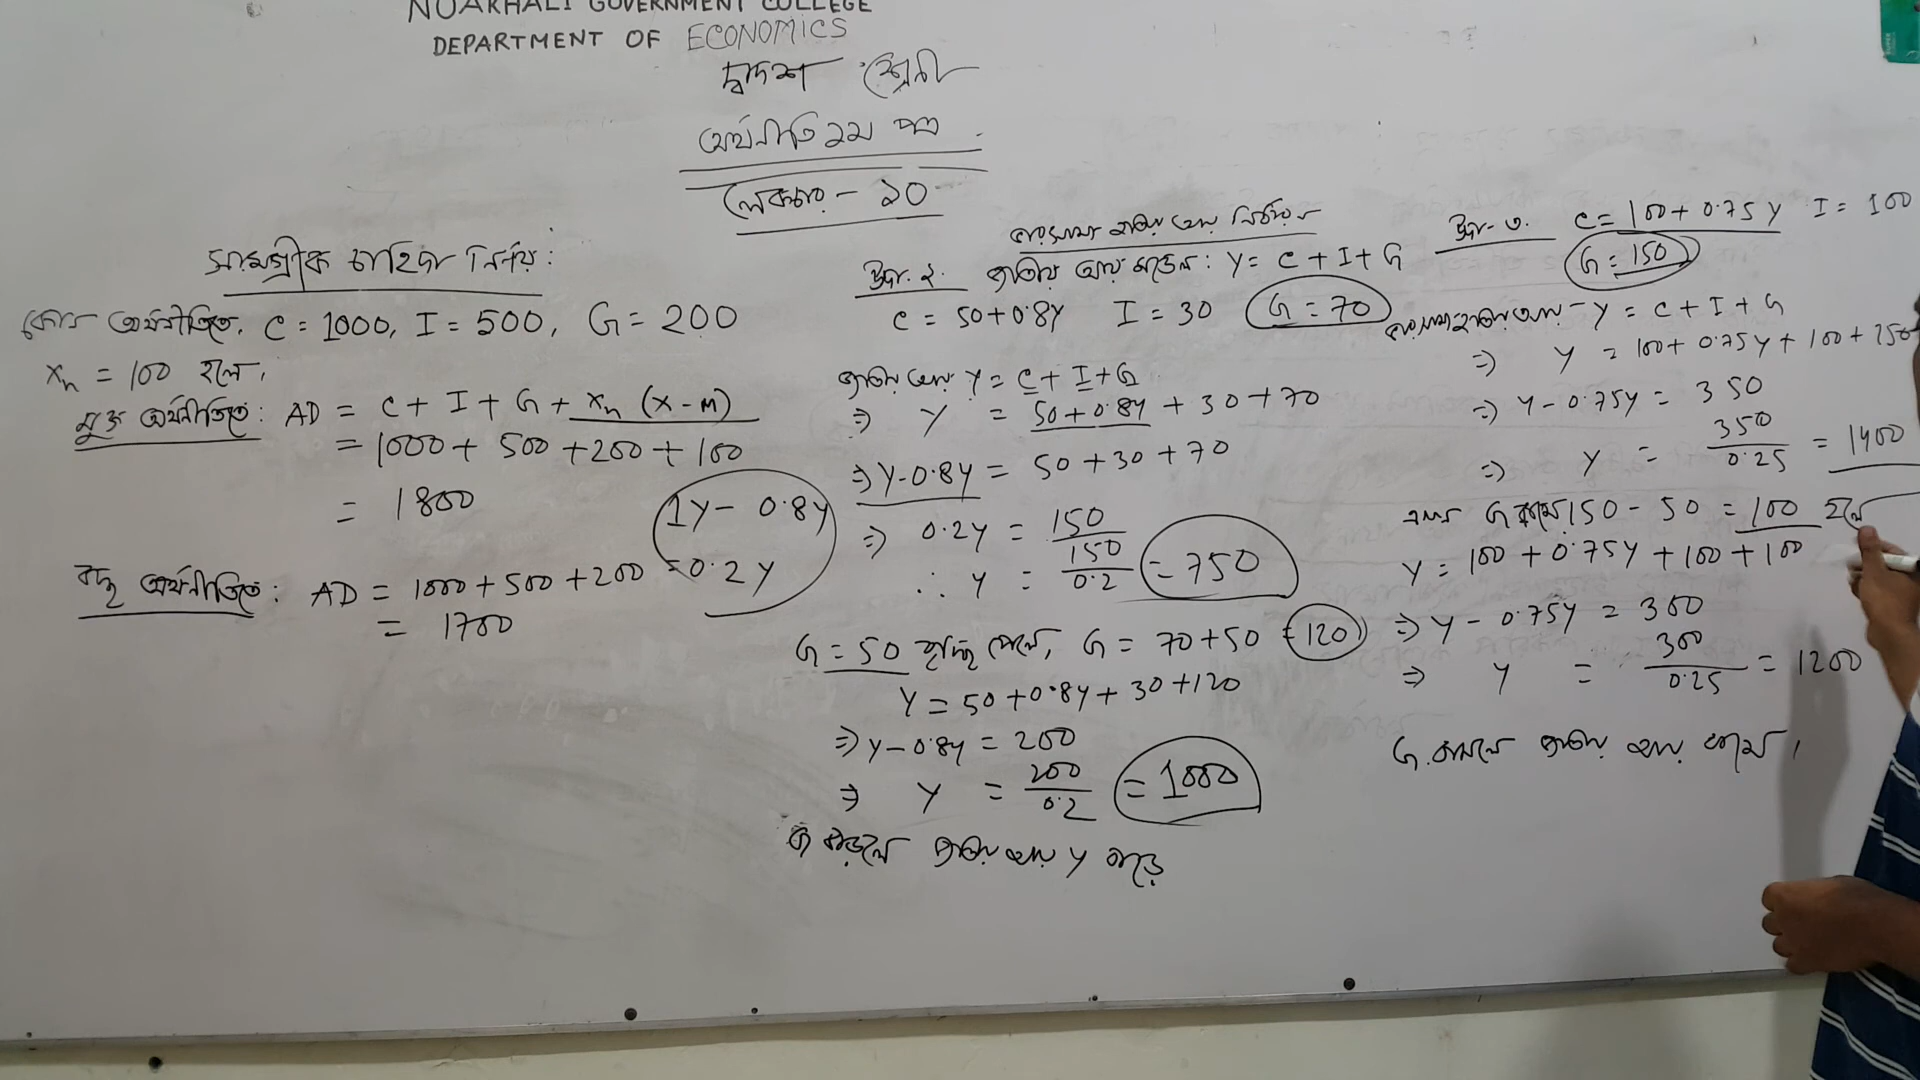 NOAKHALI GOVERNMENT COLLEGE
DEPARTMENT OF ECONOMICS
দ্বাদশ শ্রেণী
অর্থনীতি ১ম পত্র
লেকচার - ১০
সামগ্রীক চাহিদা নির্ণয়:
কোন অর্থনীতিতে, C = 1000, I = 500, G = 200
Xn = 100 হলে,
মুক্ত অর্থনীতিতে: AD = C + I + G + Xn (X - M)
= 1000 + 500 + 200 + 100
= 1800
বদ্ধ অর্থনীতিতে: AD = 1000 + 500 + 200
= 1700
1Y - 0.8Y
= 0.2Y
ভারসাম্য জাতীয় আয় নির্ণয়
উদা. ২. জাতীয় আয় মডেল: Y = C + I + G
C = 50 + 0.8Y I = 30 G = 70
জাতীয় আয় Y = C + I + G
⇒ Y = 50 + 0.8Y + 30 + 70
⇒ Y - 0.8Y = 50 + 30 + 70
⇒ 0.2Y = 150
∴ Y = 150/0.2 = 750
G = 50 বৃদ্ধি পেলে, G = 70 + 50 = 120
Y = 50 + 0.8Y + 30 + 120
⇒ Y - 0.8Y = 200
⇒ Y = 200/0.2 = 1000
G বাড়লে জাতীয় আয় Y বাড়ে
উদা - ৩. C = 100 + 0.75Y I = 100
G = 150
ভারসাম্য জাতীয় আয় - Y = C + I + G
⇒ Y = 100 + 0.75Y + 100 + 150
⇒ Y - 0.75Y = 350
⇒ Y = 350/0.25 = 1400
এখন G কমে 150 - 50 = 100 হলে
Y = 100 + 0.75Y + 100 + 100
⇒ Y - 0.75Y = 300
⇒ Y = 300/0.25 = 1200
G. কমলে জাতীয় আয় কমে।